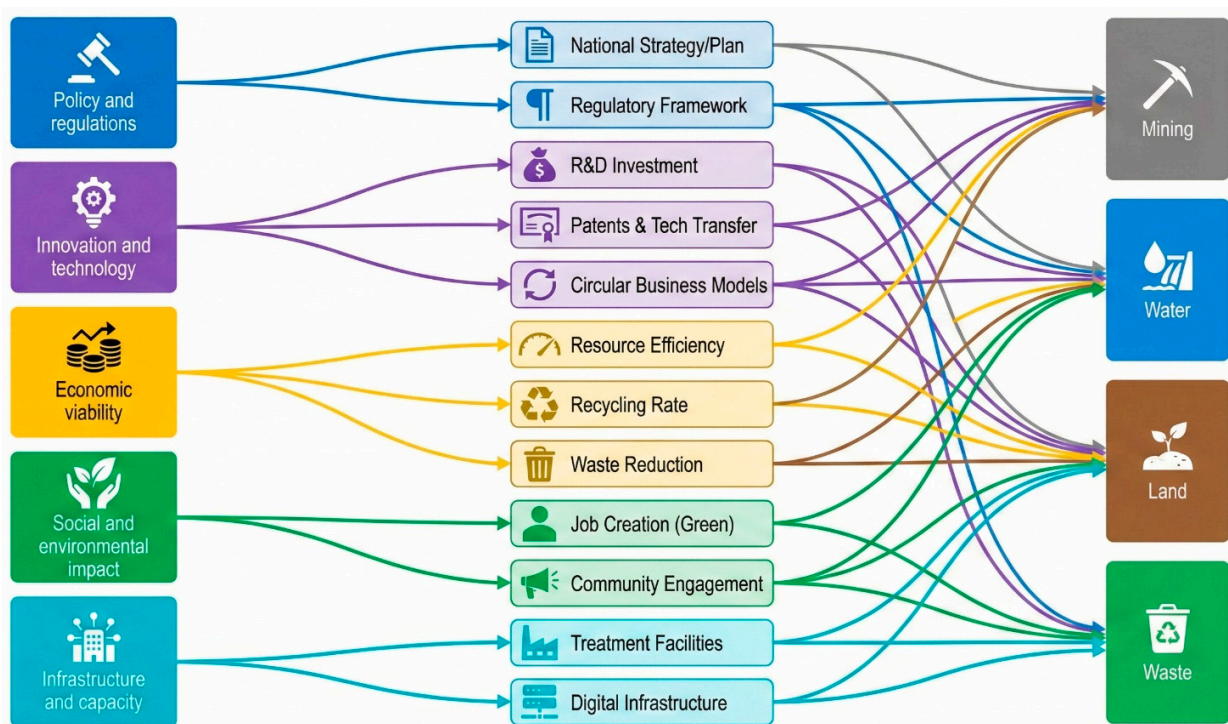 Policy and
regulations
Innovation and
technology
Economic
viability
Social and
environmental
impact
Infrastructure
and capacity
National Strategy/Plan
Regulatory Framework
R&D Investment
Patents & Tech Transfer
Circular Business Models
Resource Efficiency
Recycling Rate
Waste Reduction
Job Creation (Green)
Community Engagement
Treatment Facilities
Digital Infrastructure
Mining
Water
Land
Waste